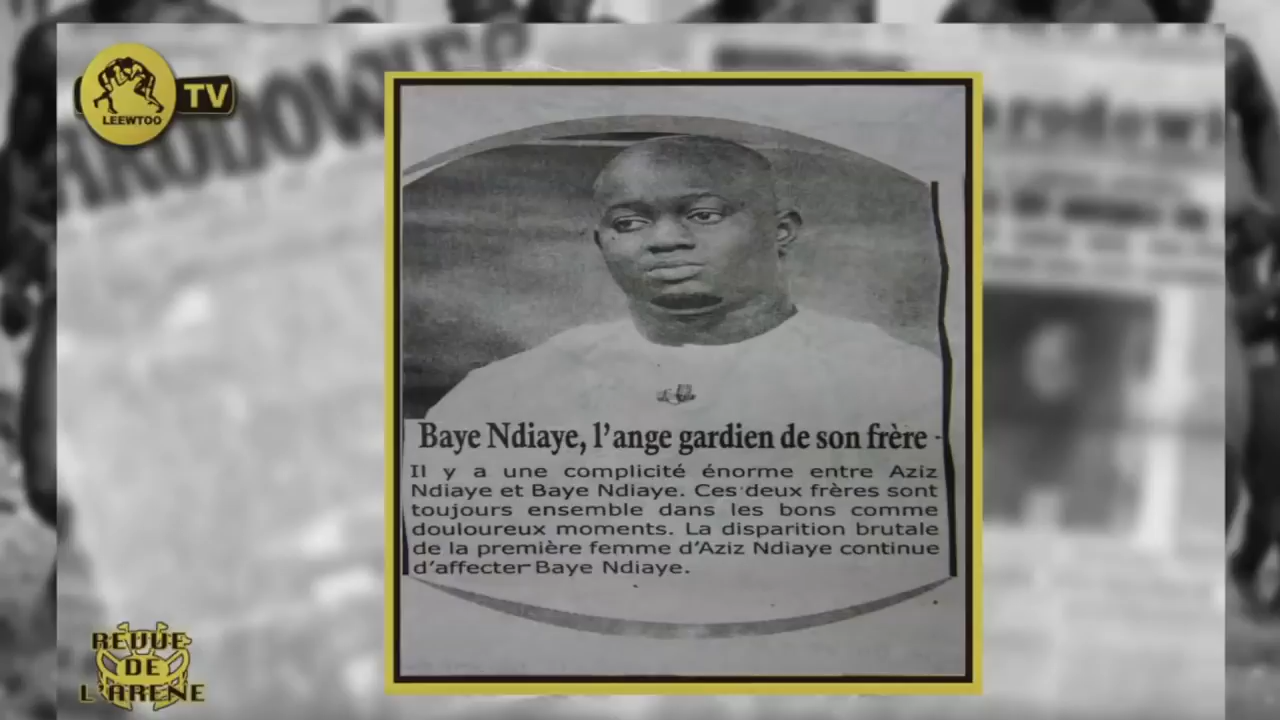 LEEWTOO
TV
Baye Ndiaye, l'ange gardien de son frère
Il y a une complicité énorme entre Aziz
Ndiaye et Baye Ndiaye. Ces deux frères sont
toujours ensemble dans les bons comme
douloureux moments. La disparition brutale
de la première femme d'Aziz Ndiaye continue
d'affecter Baye Ndiaye.
REVUE
DE
L'ARENE